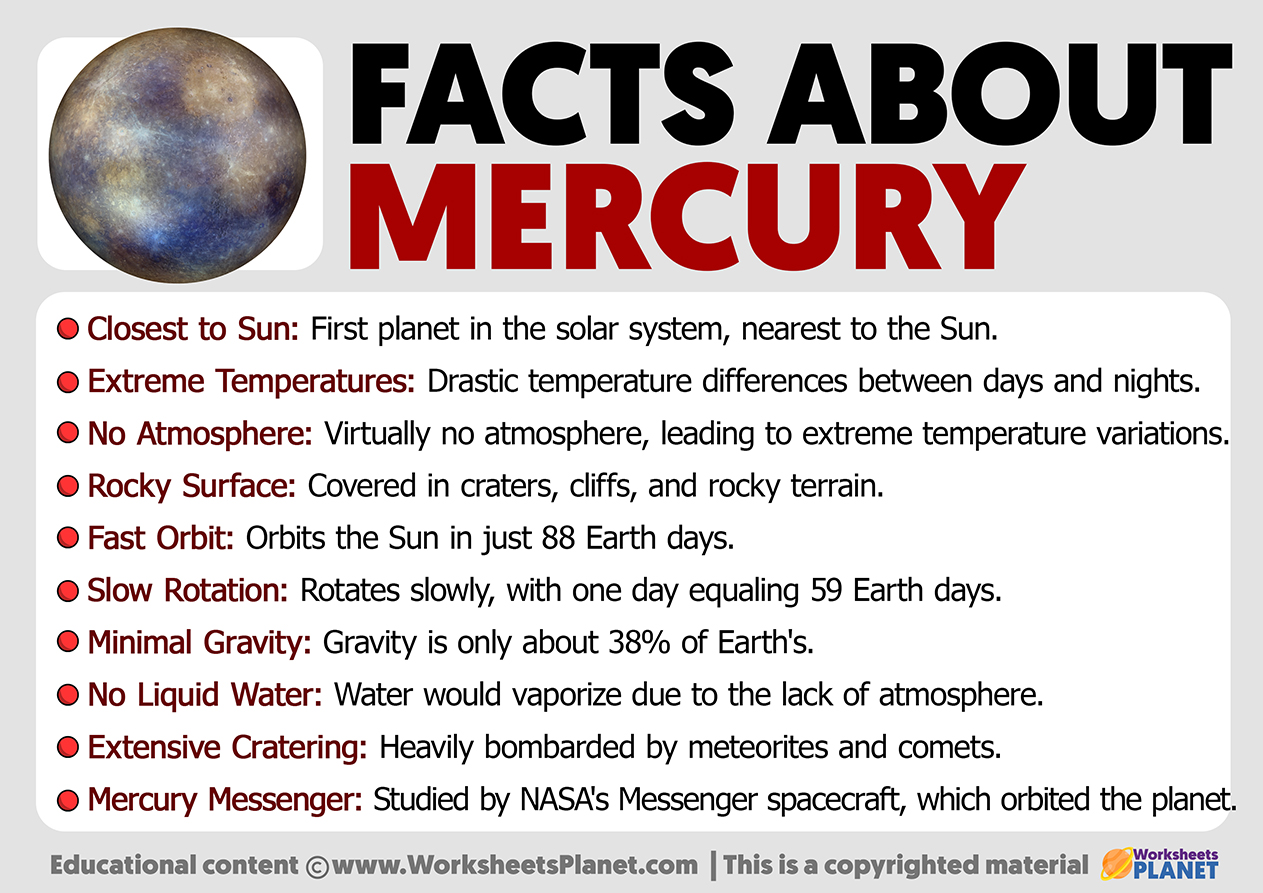 FACTS ABOUT
MERCURY
Closest to Sun: First planet in the solar system, nearest to the Sun.
Extreme Temperatures: Drastic temperature differences between days and nights.
No Atmosphere: Virtually no atmosphere, leading to extreme temperature variations.
Rocky Surface: Covered in craters, cliffs, and rocky terrain.
Fast Orbit: Orbits the Sun in just 88 Earth days.
Slow Rotation: Rotates slowly, with one day equaling 59 Earth days.
Minimal Gravity: Gravity is only about 38% of Earth's.
No Liquid Water: Water would vaporize due to the lack of atmosphere.
Extensive Cratering: Heavily bombarded by meteorites and comets.
Mercury Messenger: Studied by NASA's Messenger spacecraft, which orbited the planet.
Educational content © www.WorksheetsPlanet.com | This is a copyrighted material
Worksheets
PLANET